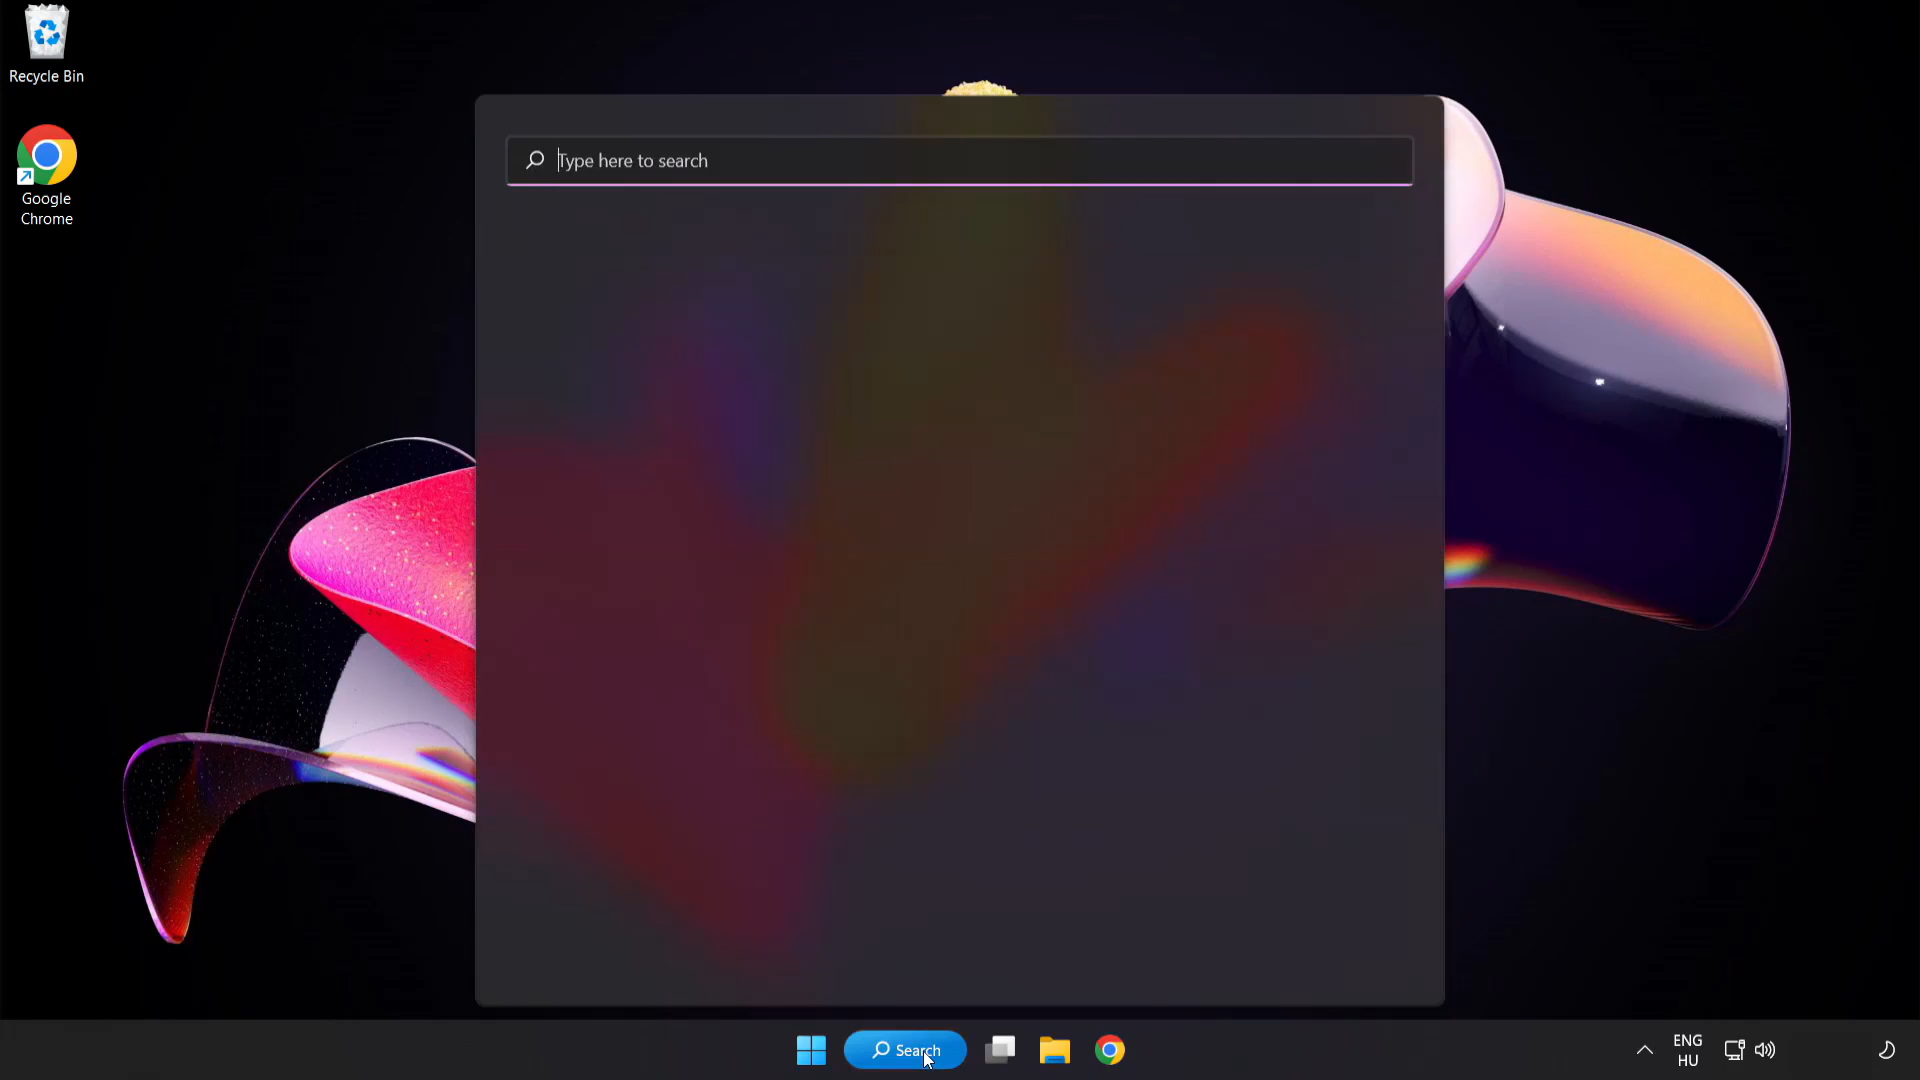 Recycle Bin
Google
Chrome
Type here to search
Search
ENG
HU